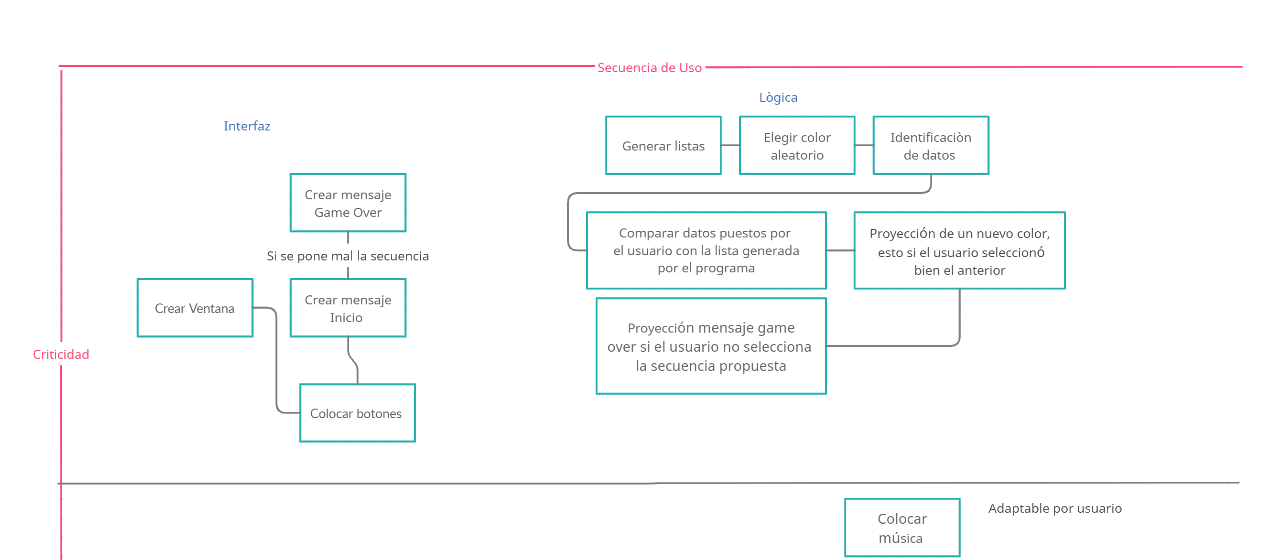 Secuencia de Uso
Interfaz
Lògica
Generar listas
Elegir color
aleatorio
Identificaciòn
de datos
Crear mensaje
Game Over
Si se pone mal la secuencia
Crear Ventana
Crear mensaje
Inicio
Colocar botones
Comparar datos puestos por
el usuario con la lista generada
por el programa
Proyección de un nuevo color,
esto si el usuario seleccionó
bien el anterior
Proyección mensaje game
over si el usuario no selecciona
la secuencia propuesta
Criticidad
Colocar
música
Adaptable por usuario